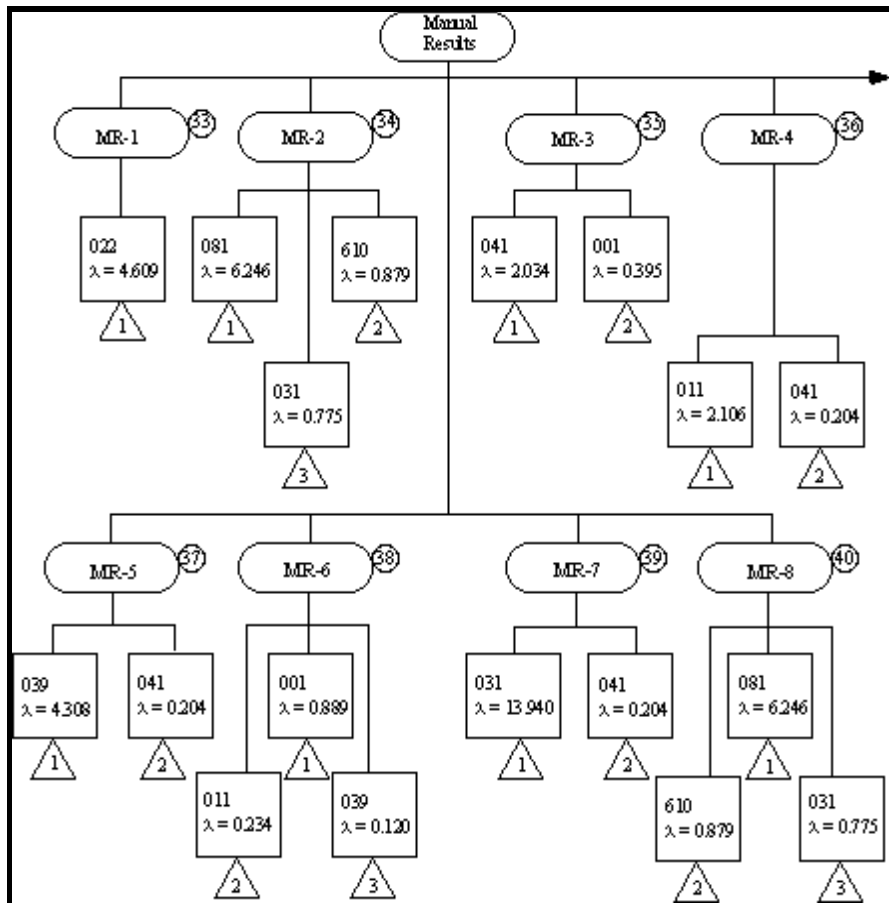 Manual
Results
MR-1
33
MR-2
34
MR-3
35
MR-4
36
022
λ = 4.609
1
081
λ = 6.246
1
610
λ = 0.879
2
031
λ = 0.775
3
041
λ = 2.034
1
001
λ = 0.395
2
011
λ = 2.106
1
041
λ = 0.204
2
MR-5
37
MR-6
38
MR-7
39
MR-8
40
039
λ = 4.308
1
041
λ = 0.204
2
001
λ = 0.889
1
011
λ = 0.234
2
039
λ = 0.120
3
031
λ = 13.940
1
041
λ = 0.204
2
081
λ = 6.246
1
610
λ = 0.879
2
031
λ = 0.775
3